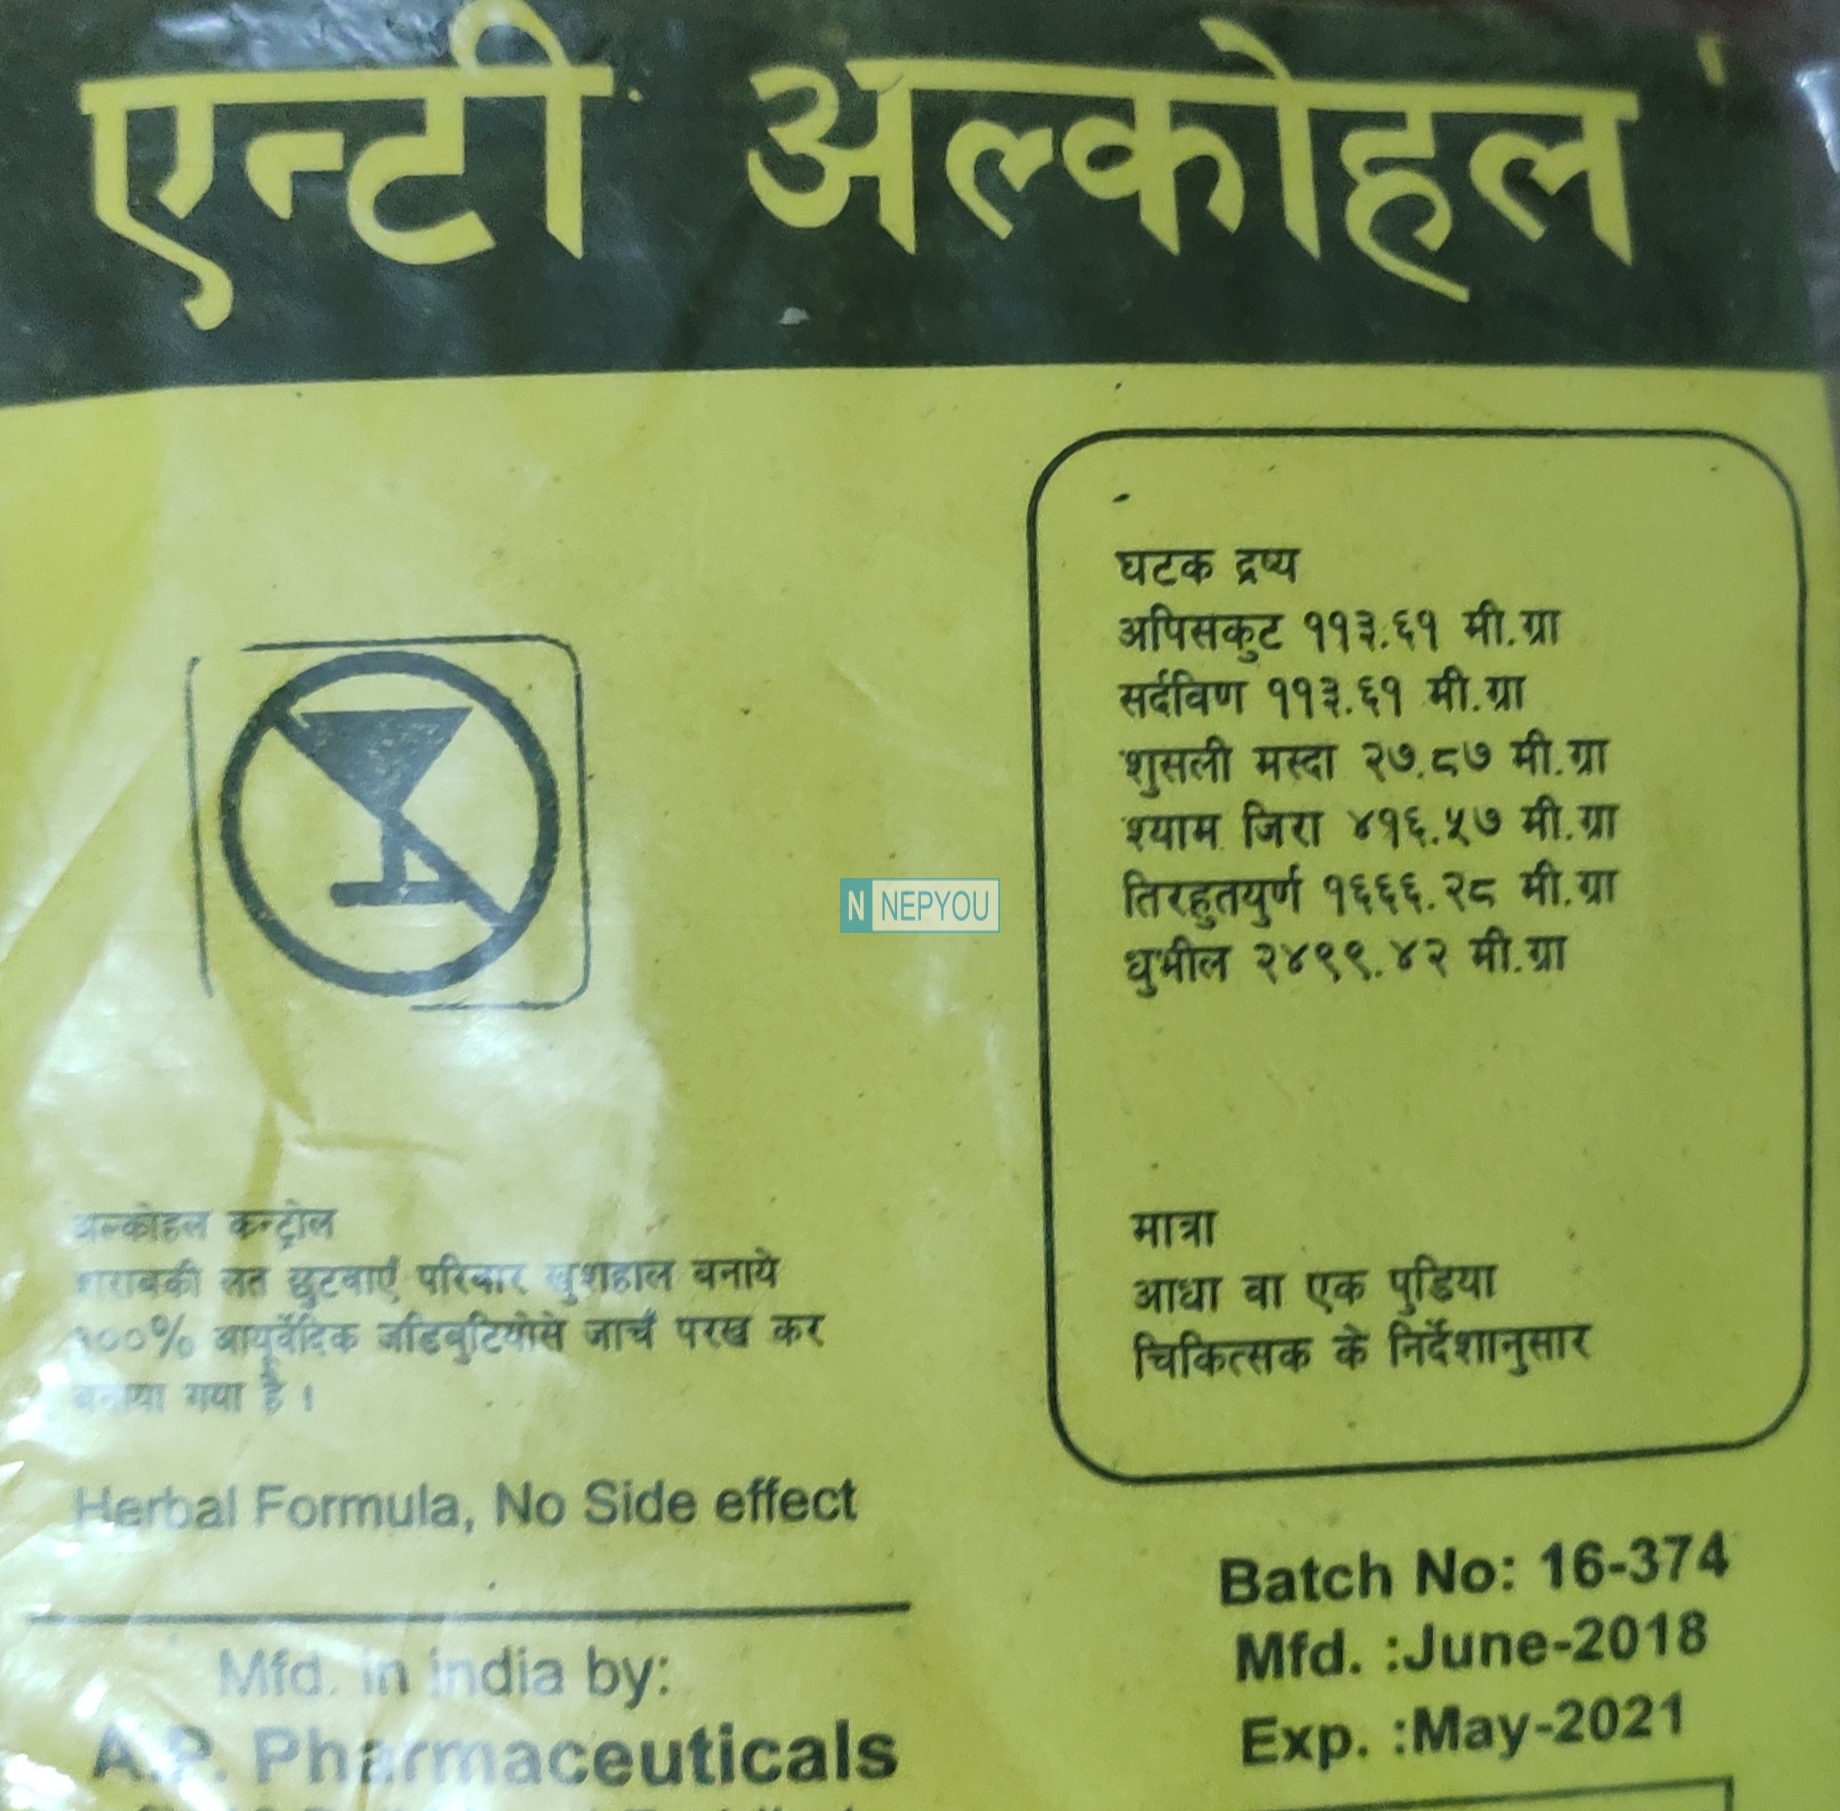 एन्टी अल्कोहल
घटक द्रष्य
अपिसकुट ११३.६१ मी.ग्रा
सर्दविण ११३.६१ मी.ग्रा
शुसली मस्दा २७.८७ मी.ग्रा
श्याम जिरा ४१६.५७ मी.ग्रा
तिरहुतयुर्ण १६६६.२८ मी.ग्रा
धुभील २४९९.४२ मी.ग्रा
N NEPYOU
मात्रा
आधा वा एक पुडिया
चिकित्सक के निर्देशानुसार
अल्कोहल कन्ट्रोल
शराबकी लत छुटवाएँ परिवार खुशहाल बनाये
१००% आयुर्वेदिक जडिबुटियोसे जाचँ परख कर
बनाया गया है ।
Herbal Formula, No Side effect
Batch No: 16-374
Mfd. :June-2018
Exp. :May-2021
Mfd. in india by:
A.P. Pharmaceuticals